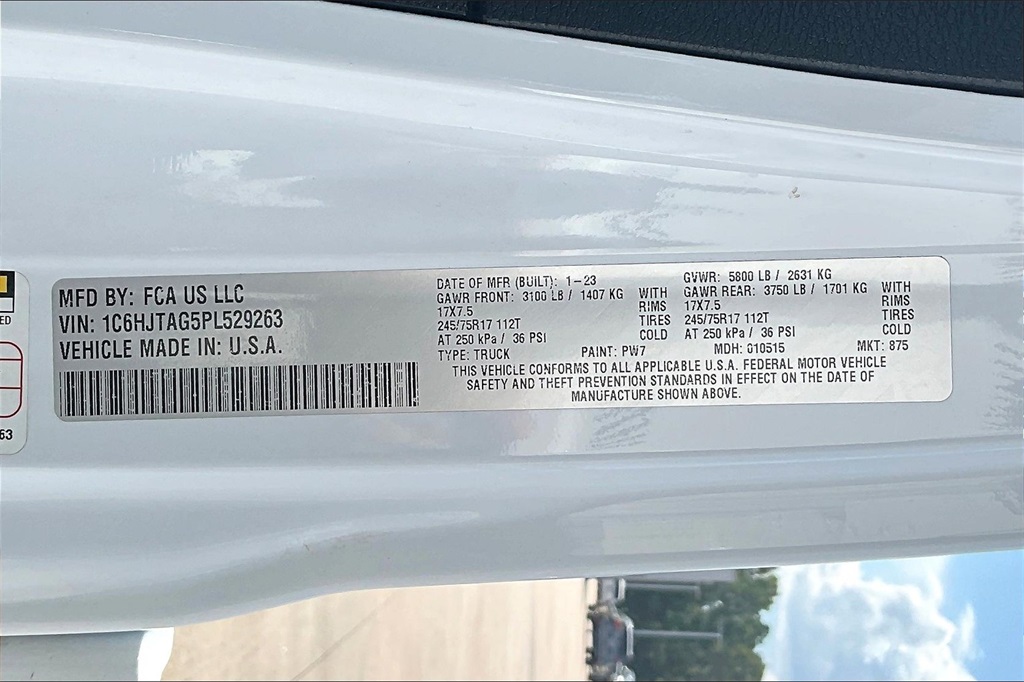 MFD BY: FCA US LLC
VIN: 1C6HJTAG5PL529263
VEHICLE MADE IN: U.S.A.
DATE OF MFR (BUILT): 1-23
GAWR FRONT: 3100 LB / 1407 KG WITH
17X7.5 RIMS
245/75R17 112T TIRES
AT 250 kPa / 36 PSI COLD
GVWR: 5800 LB / 2631 KG
GAWR REAR: 3750 LB / 1701 KG WITH
17X7.5 RIMS
245/75R17 112T TIRES
AT 250 kPa / 36 PSI COLD
TYPE: TRUCK PAINT: PW7 MDH: 010515 MKT: 875
THIS VEHICLE CONFORMS TO ALL APPLICABLE U.S.A. FEDERAL MOTOR VEHICLE
SAFETY AND THEFT PREVENTION STANDARDS IN EFFECT ON THE DATE OF
MANUFACTURE SHOWN ABOVE.
ED
63